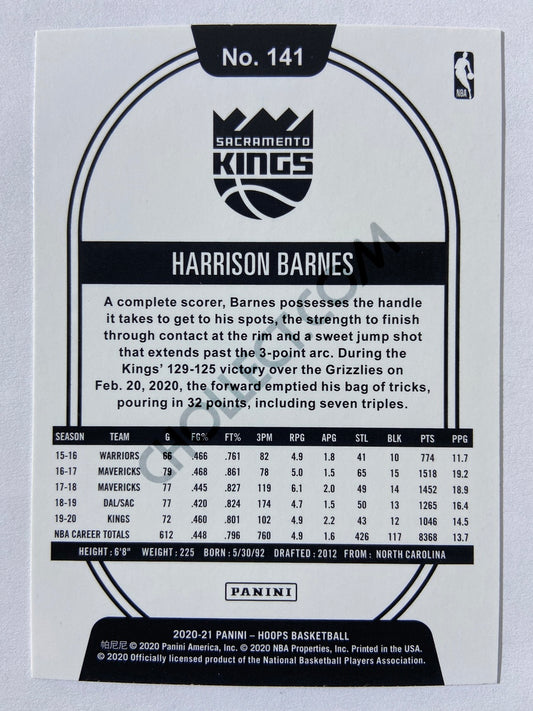 No. 141
NBA
SACRAMENTO
KINGS
HARRISON BARNES
A complete scorer, Barnes possesses the handle
it takes to get to his spots, the strength to finish
through contact at the rim and a sweet jump shot
that extends past the 3-point arc. During the
Kings' 129-125 victory over the Grizzlies on
Feb. 20, 2020, the forward emptied his bag of tricks,
pouring in 32 points, including seven triples.
CHOLLECT.COM
SEASON TEAM G FG% FT% 3PM RPG APG STL BLK PTS PPG
15-16 WARRIORS 66 .466 .761 82 4.9 1.8 41 10 774 11.7
16-17 MAVERICKS 79 .468 .861 78 5.0 1.5 65 15 1518 19.2
17-18 MAVERICKS 77 .445 .827 119 6.1 2.0 49 14 1452 18.9
18-19 DAL/SAC 77 .420 .824 174 4.7 1.5 50 13 1265 16.4
19-20 KINGS 72 .460 .801 102 4.9 2.2 43 12 1046 14.5
NBA CAREER TOTALS 612 .448 .796 760 4.9 1.6 426 117 8368 13.7
HEIGHT: 6'8" WEIGHT: 225 BORN: 5/30/92 DRAFTED: 2012 FROM: NORTH CAROLINA
PANINI
2020-21 PANINI – HOOPS BASKETBALL
帕尼尼 © 2020 Panini America, Inc. © 2020 NBA Properties, Inc. Printed in the USA.
© 2020 Officially licensed product of the National Basketball Players Association.